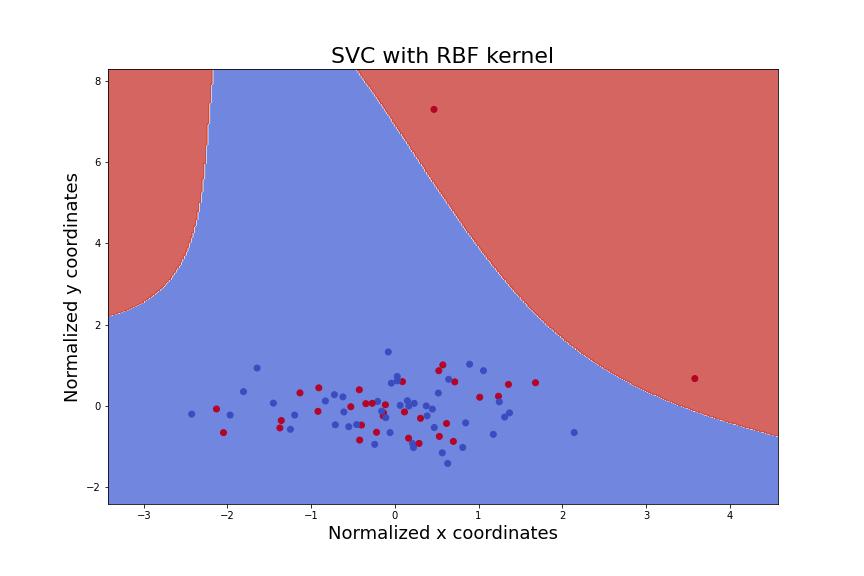 SVC with RBF kernel
8
6
4
2
0
−2
Normalized y coordinates
−3 −2 −1 0 1 2 3 4
Normalized x coordinates